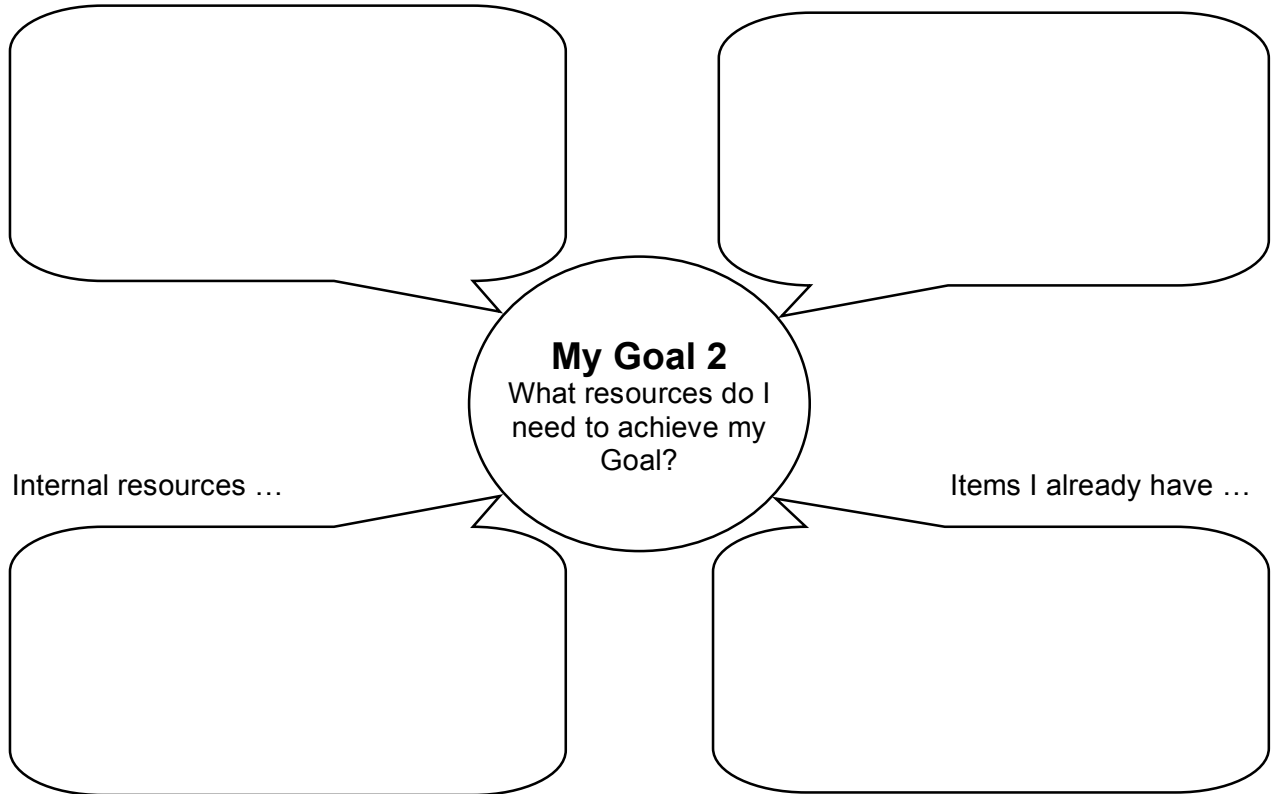 My Goal 2
What resources do I
need to achieve my
Goal?
Internal resources …
Items I already have …